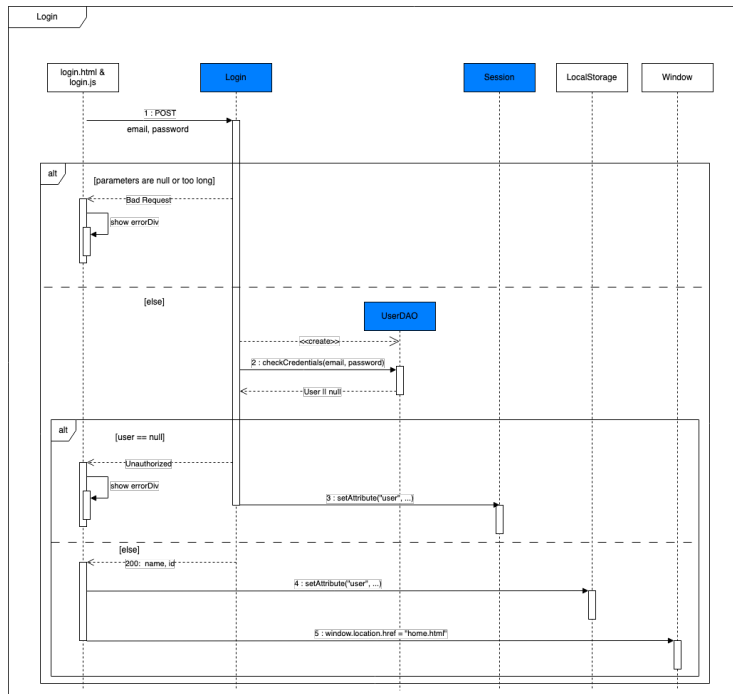 Login
login.html &
login.js
Login
Session
LocalStorage
Window
1 : POST
email, password
alt
[parameters are null or too long]
Bad Request
show errorDiv
[else]
UserDAO
<<create>>
2 : checkCredentials(email, password)
User || null
alt
[user == null]
Unauthorized
show errorDiv
3 : setAttribute("user", ...)
[else]
200:  name, id
4 : setAttribute("user", ...)
5 : window.location.href = "home.html"